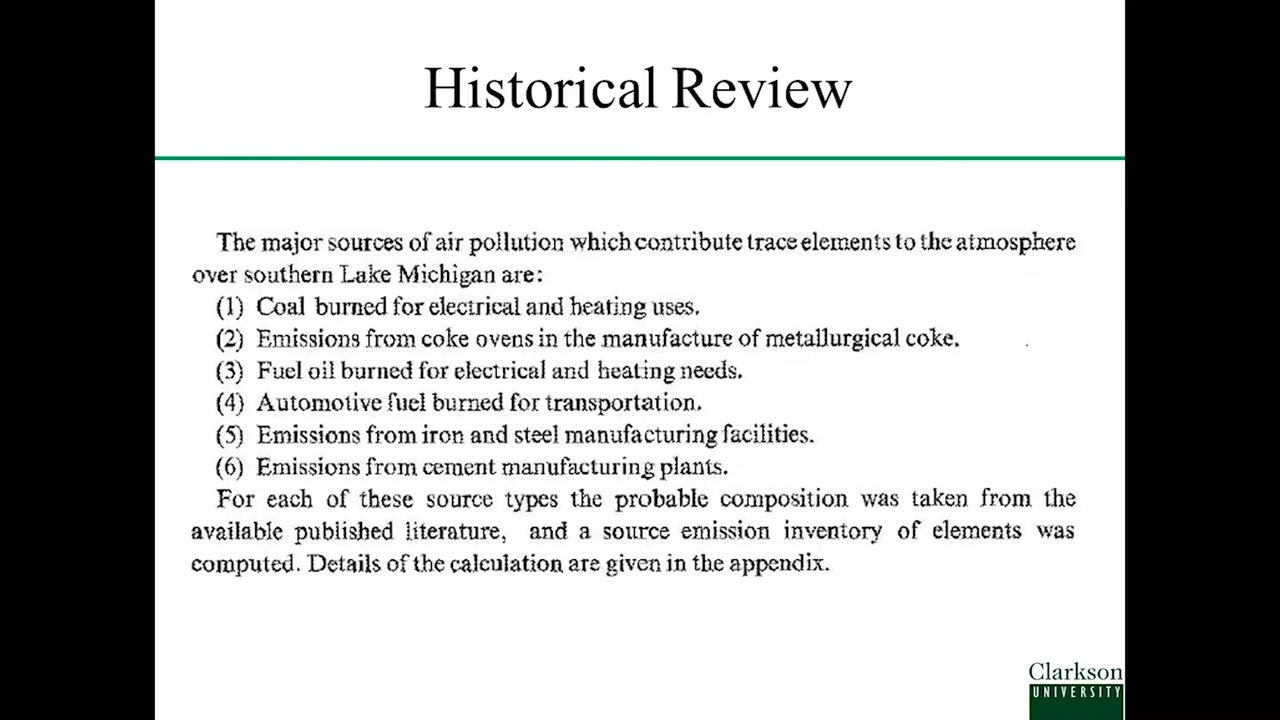 Historical Review
The major sources of air pollution which contribute trace elements to the atmosphere
over southern Lake Michigan are:
(1) Coal burned for electrical and heating uses.
(2) Emissions from coke ovens in the manufacture of metallurgical coke.
(3) Fuel oil burned for electrical and heating needs.
(4) Automotive fuel burned for transportation.
(5) Emissions from iron and steel manufacturing facilities.
(6) Emissions from cement manufacturing plants.
For each of these source types the probable composition was taken from the
available published literature, and a source emission inventory of elements was
computed. Details of the calculation are given in the appendix.
Clarkson
UNIVERSITY